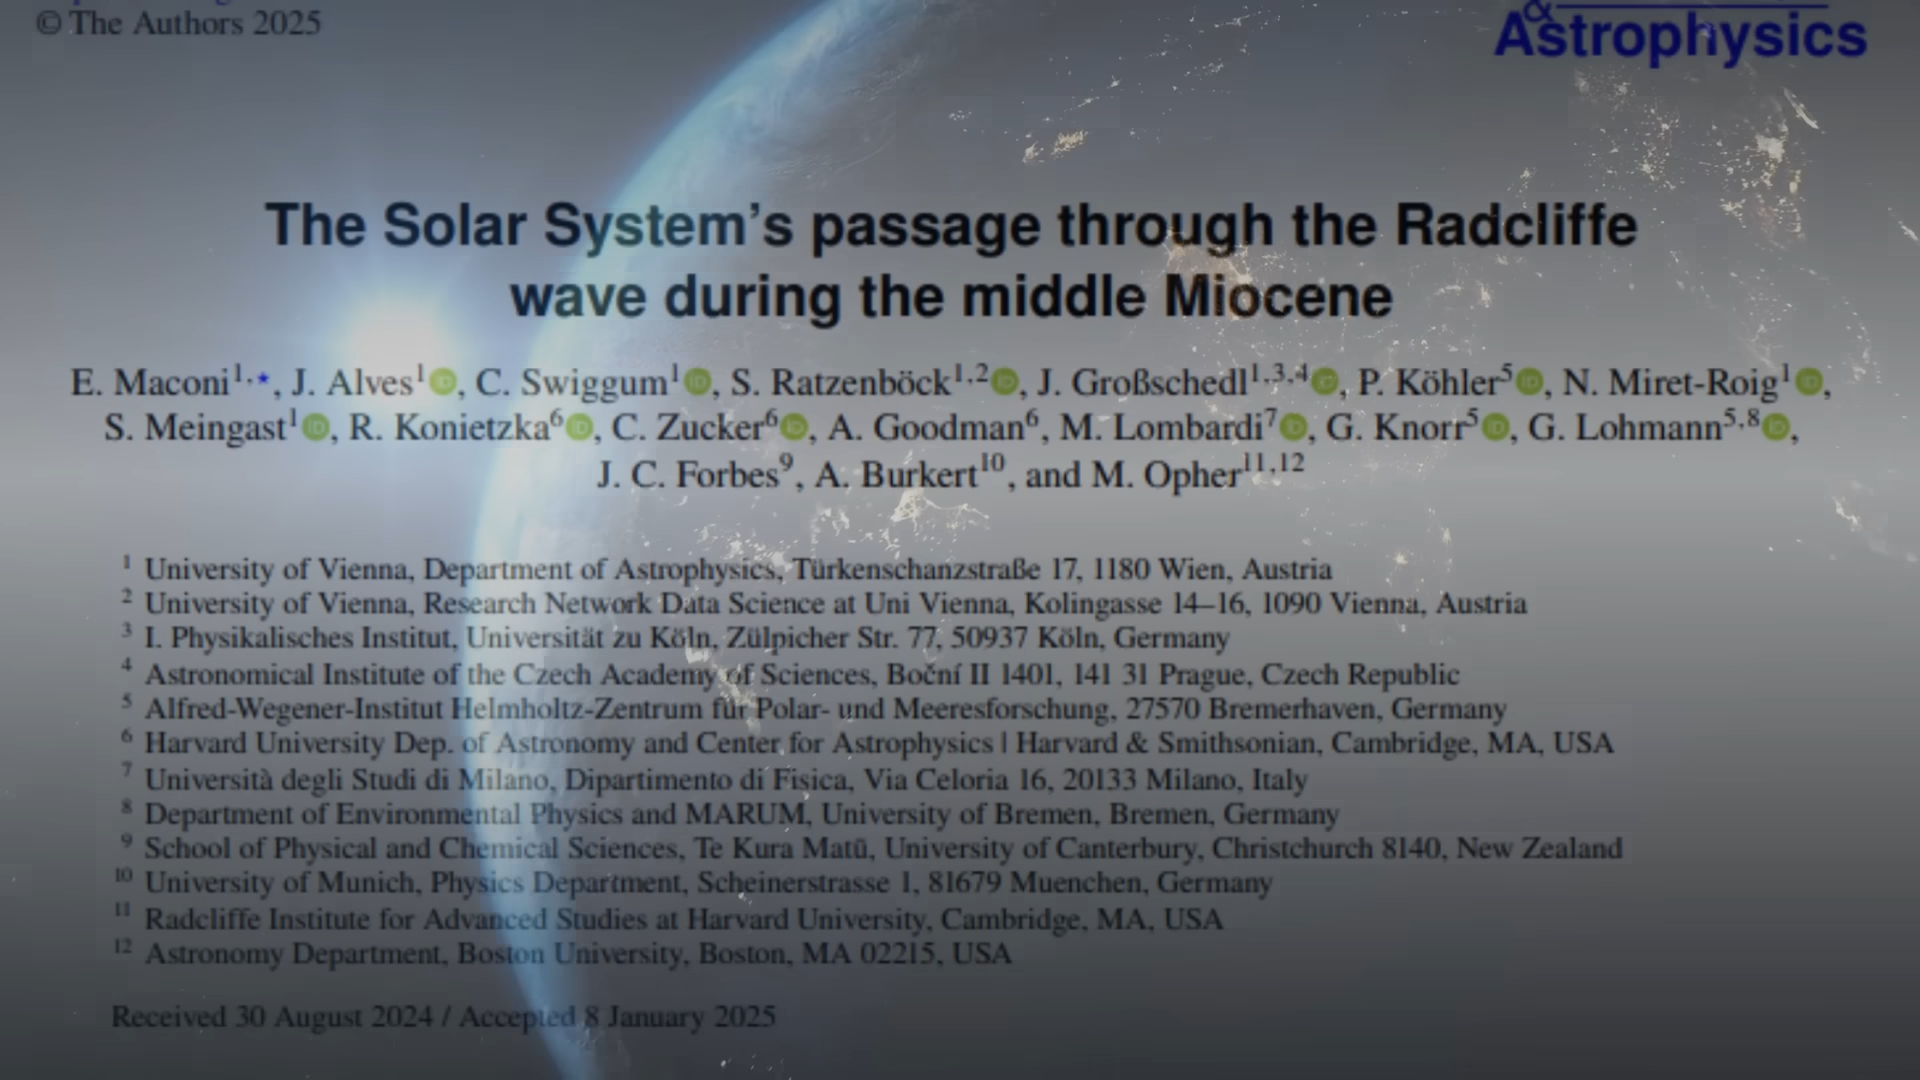 © The Authors 2025
&
Astrophysics
The Solar System's passage through the Radcliffe
wave during the middle Miocene
E. Maconi1,⋆, J. Alves1, C. Swiggum1, S. Ratzenböck1,2, J. Großschedl1,3,4, P. Köhler5, N. Miret-Roig1,
S. Meingast1, R. Konietzka6, C. Zucker6, A. Goodman6, M. Lombardi7, G. Knorr5, G. Lohmann5,8,
J. C. Forbes9, A. Burkert10, and M. Opher11,12
1 University of Vienna, Department of Astrophysics, Türkenschanzstraße 17, 1180 Wien, Austria
2 University of Vienna, Research Network Data Science at Uni Vienna, Kolingasse 14–16, 1090 Vienna, Austria
3 I. Physikalisches Institut, Universität zu Köln, Zülpicher Str. 77, 50937 Köln, Germany
4 Astronomical Institute of the Czech Academy of Sciences, Boční II 1401, 141 31 Prague, Czech Republic
5 Alfred-Wegener-Institut Helmholtz-Zentrum für Polar- und Meeresforschung, 27570 Bremerhaven, Germany
6 Harvard University Dep. of Astronomy and Center for Astrophysics | Harvard & Smithsonian, Cambridge, MA, USA
7 Università degli Studi di Milano, Dipartimento di Fisica, Via Celoria 16, 20133 Milano, Italy
8 Department of Environmental Physics and MARUM, University of Bremen, Bremen, Germany
9 School of Physical and Chemical Sciences, Te Kura Matū, University of Canterbury, Christchurch 8140, New Zealand
10 University of Munich, Physics Department, Scheinerstrasse 1, 81679 Muenchen, Germany
11 Radcliffe Institute for Advanced Studies at Harvard University, Cambridge, MA, USA
12 Astronomy Department, Boston University, Boston, MA 02215, USA
Received 30 August 2024 / Accepted 8 January 2025